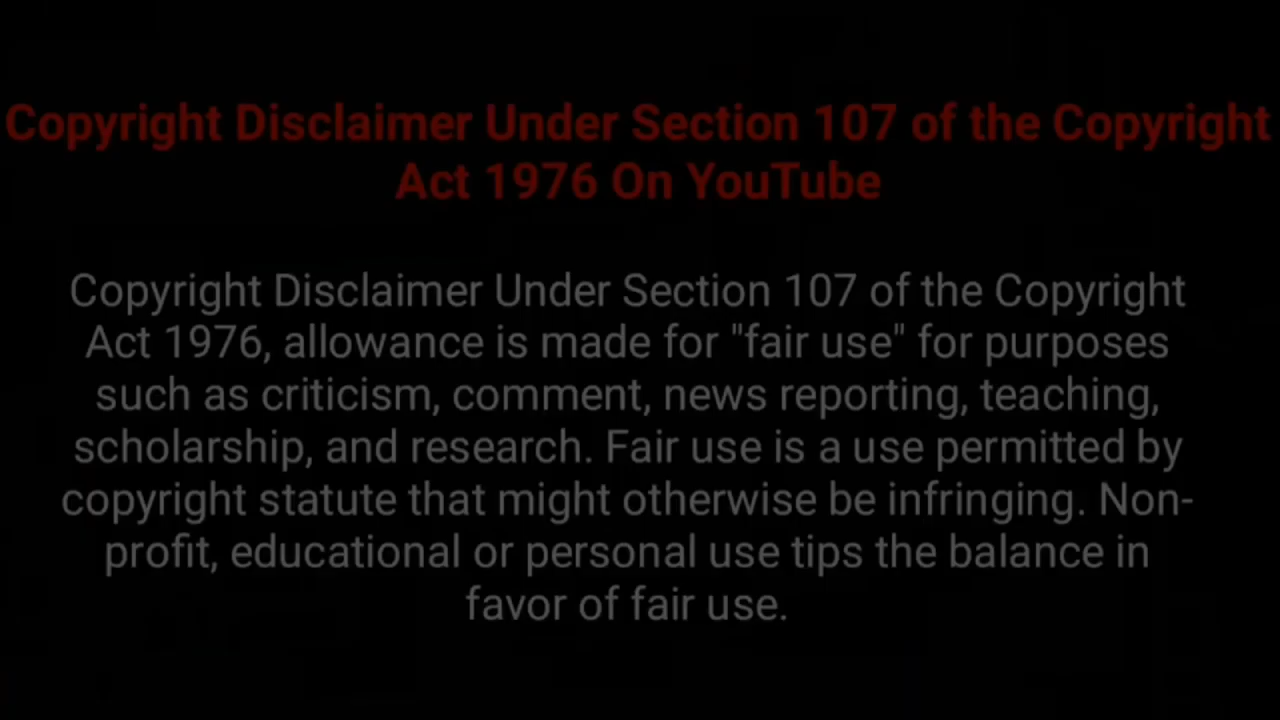 Copyright Disclaimer Under Section 107 of the Copyright
Act 1976 On YouTube
Copyright Disclaimer Under Section 107 of the Copyright
Act 1976, allowance is made for "fair use" for purposes
such as criticism, comment, news reporting, teaching,
scholarship, and research. Fair use is a use permitted by
copyright statute that might otherwise be infringing. Non-
profit, educational or personal use tips the balance in
favor of fair use.